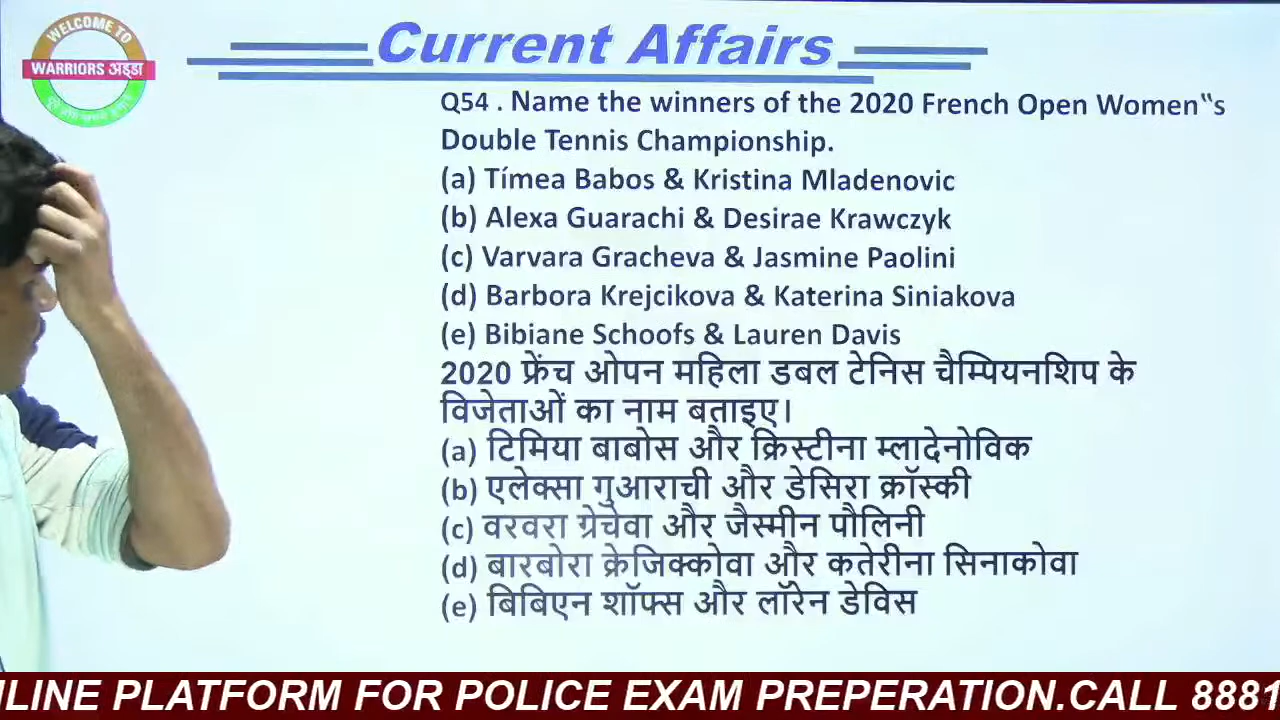 WELCOME TO
WARRIORS अड्डा
Current Affairs
Q54 . Name the winners of the 2020 French Open Women‟s
Double Tennis Championship.
(a) Tímea Babos & Kristina Mladenovic
(b) Alexa Guarachi & Desirae Krawczyk
(c) Varvara Gracheva & Jasmine Paolini
(d) Barbora Krejcikova & Katerina Siniakova
(e) Bibiane Schoofs & Lauren Davis
2020 फ्रेंच ओपन महिला डबल टेनिस चैम्पियनशिप के
विजेताओं का नाम बताइए।
(a) टिमिया बाबोस और क्रिस्टीना म्लादेनोविक
(b) एलेक्सा गुआराची और डेसिरा क्रॉस्की
(c) वरवरा ग्रेचेवा और जैस्मीन पौलिनी
(d) बारबोरा क्रेजिक्कोवा और कतेरीना सिनाकोवा
(e) बिबिएन शॉफ्स और लॉरेन डेविस
NLINE PLATFORM FOR POLICE EXAM PREPERATION.CALL 8881